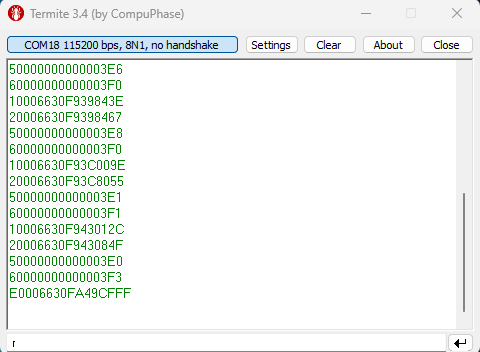 Termite 3.4 (by CompuPhase)
COM18 115200 bps, 8N1, no handshake
Settings
Clear
About
Close
50000000000003E6
60000000000003F0
10006630F939843E
20006630F9398467
50000000000003E8
60000000000003F0
10006630F93C009E
20006630F93C8055
50000000000003E1
60000000000003F1
10006630F943012C
20006630F943084F
50000000000003E0
60000000000003F3
E0006630FA49CFFF
r